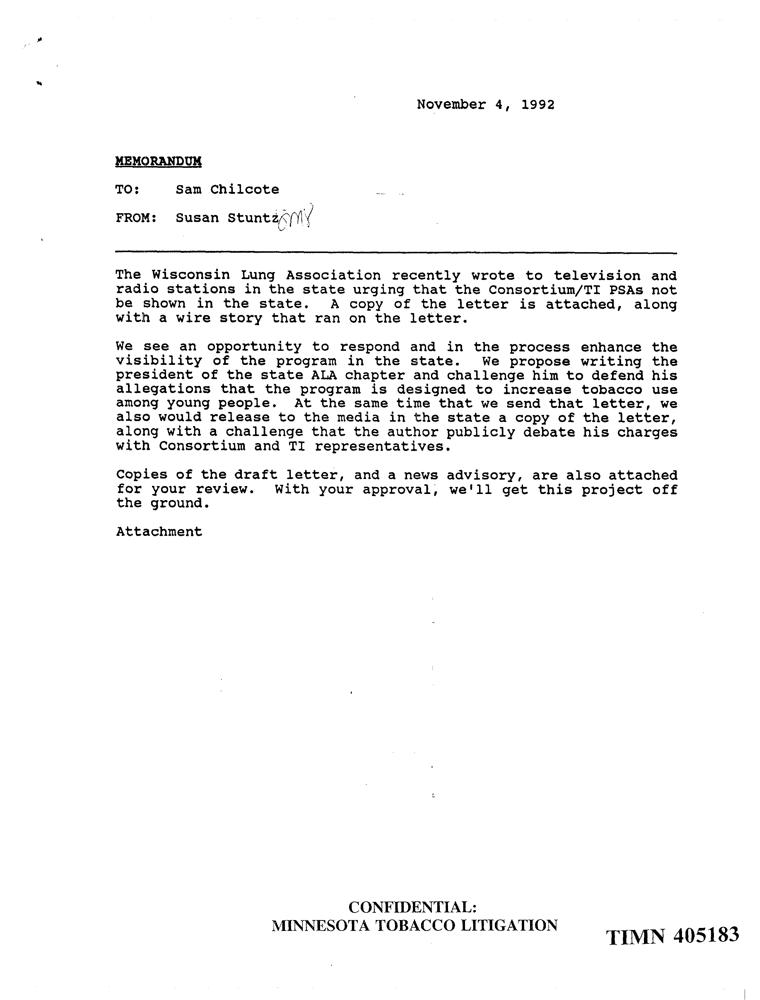 November 4, 1992
MEMORANDUM
TO: Sam Chilcote
FROM: Susan Stuntz
The Wisconsin Lung Association recently wrote to television and
radio stations in the state urging that the Consortium/TI PSAs not
be shown in the state. A copy of the letter is attached, along
with a wire story that ran on the letter.
We see an opportunity to respond and in the process enhance the
visibility of the program in the state. We propose writing the
president of the state ALA chapter and challenge him to defend his
allegations that the program is designed to increase tobacco use
among young people. At the same time that we send that letter, we
also would release to the media in the state a copy of the letter,
along with a challenge that the author publicly debate his charges
with Consortium and TI representatives.
Copies of the draft letter, and a news advisory, are also attached
for your review. With your approval, we'll get this project off
the ground.
Attachment
CONFIDENTIAL:
MINNESOTA TOBACCO LITIGATION
TIMN 405183